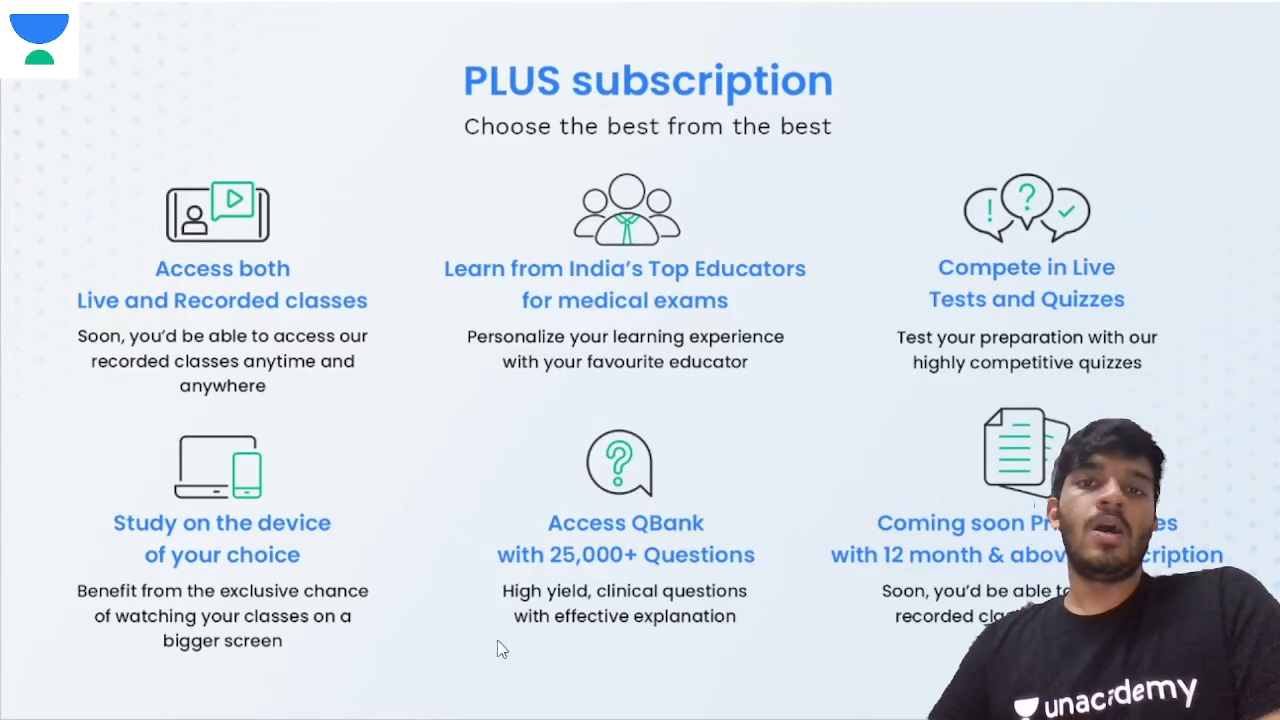 PLUS subscription
Choose the best from the best
Access both
Live and Recorded classes
Soon, you'd be able to access our
recorded classes anytime and
anywhere
Learn from India's Top Educators
for medical exams
Personalize your learning experience
with your favourite educator
Compete in Live
Tests and Quizzes
Test your preparation with our
highly competitive quizzes
Study on the device
of your choice
Benefit from the exclusive chance
of watching your classes on a
bigger screen
Access QBank
with 25,000+ Questions
High yield, clinical questions
with effective explanation
Coming soon
with 12 month &
Soon, you'd be able
recorded
unacademy